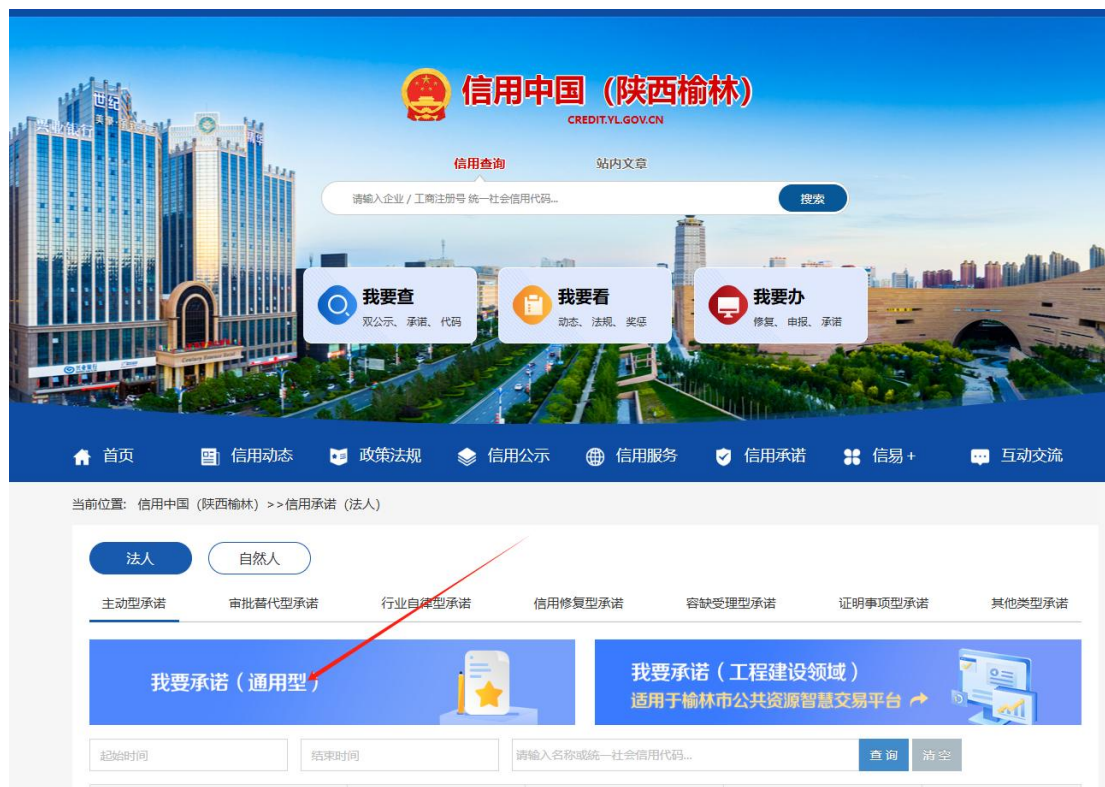 信用中国（陕西榆林）
CREDIT.YL.GOV.CN
信用查询 站内文章
请输入企业 / 工商注册号 统一社会信用代码... 搜索
我要查
双公示、 承诺、 代码
我要看
动态、 法规、 奖惩
我要办
修复、 申报、 承诺
世纪
兴业银行
首页 信用动态 政策法规 信用公示 信用服务 信用承诺 信易 + 互动交流
当前位置: 信用中国（陕西榆林）>>信用承诺（法人）
法人 自然人
主动型承诺 审批替代型承诺 行业自律型承诺 信用修复型承诺 容缺受理型承诺 证明事项型承诺 其他类型承诺
我要承诺（通用型）
我要承诺（工程建设领域）
适用于榆林市公共资源智慧交易平台
起始时间 结束时间 请输入名称或统一社会信用代码... 查 询 清 空